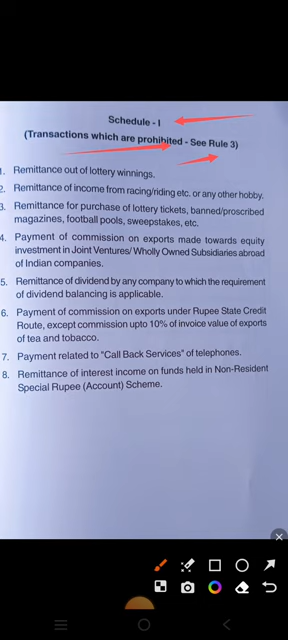 Schedule - I
(Transactions which are prohibited - See Rule 3)
1. Remittance out of lottery winnings.
2. Remittance of income from racing/riding etc. or any other hobby.
3. Remittance for purchase of lottery tickets, banned/proscribed
magazines, football pools, sweepstakes, etc.
4. Payment of commission on exports made towards equity
investment in Joint Ventures/ Wholly Owned Subsidiaries abroad
of Indian companies.
5. Remittance of dividend by any company to which the requirement
of dividend balancing is applicable.
6. Payment of commission on exports under Rupee State Credit
Route, except commission upto 10% of invoice value of exports
of tea and tobacco.
7. Payment related to "Call Back Services" of telephones.
8. Remittance of interest income on funds held in Non-Resident
Special Rupee (Account) Scheme.